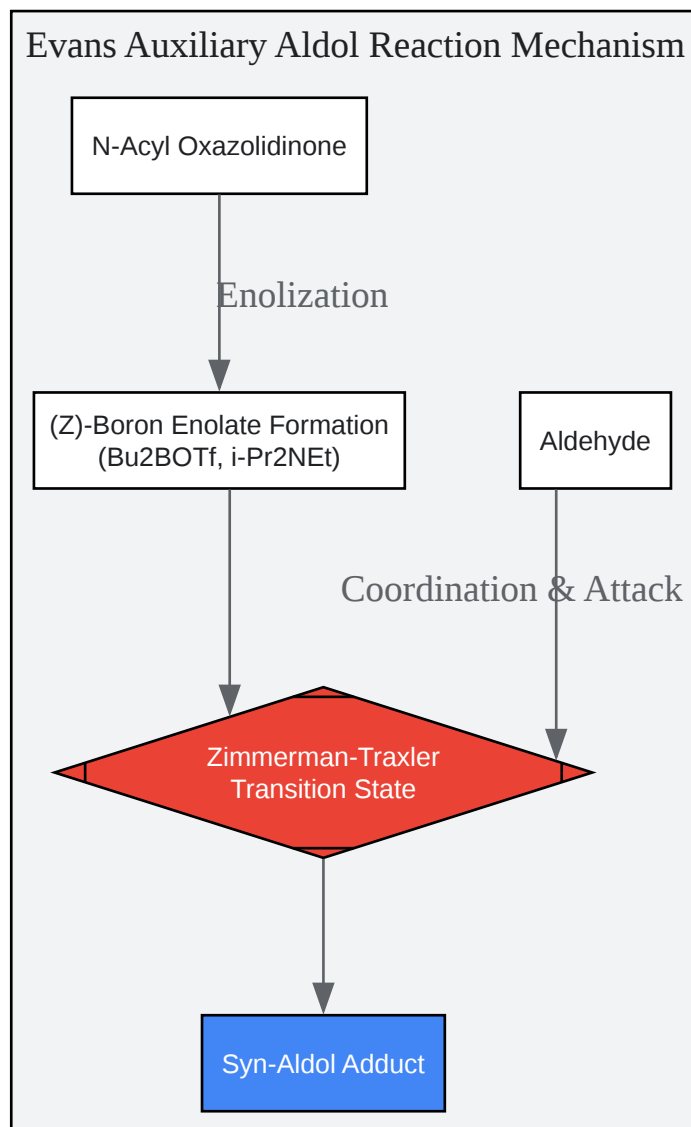 Evans Auxiliary Aldol Reaction Mechanism
N-Acyl Oxazolidinone
Enolization
(Z)-Boron Enolate Formation
(Bu2BOTf, i-Pr2NEt)
Aldehyde
Coordination & Attack
Zimmerman-Traxler
Transition State
Syn-Aldol Adduct